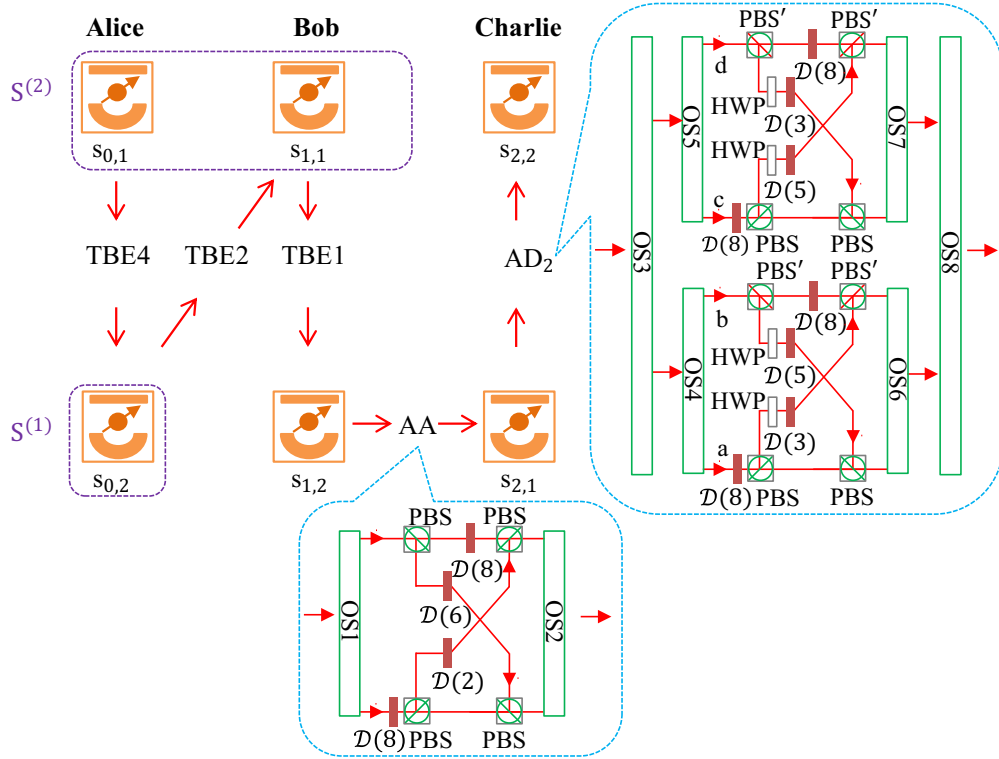 Alice Bob Charlie
S(2)
s0,1 s1,1 s2,2
TBE4 TBE2 TBE1 AD2
S(1)
AA
s0,2 s1,2 s2,1
PBS PBS
𝒟(8)
𝒟(6)
OS1 OS2
𝒟(2)
𝒟(8)
PBS PBS
PBS′ PBS′
d 𝒟(8)
HWP
𝒟(3)
OS5 OS7
HWP
𝒟(5)
c
𝒟(8) PBS PBS
OS3 OS8
PBS′ PBS′
b 𝒟(8)
HWP
𝒟(5)
OS4 OS6
HWP
𝒟(3)
a
𝒟(8) PBS PBS